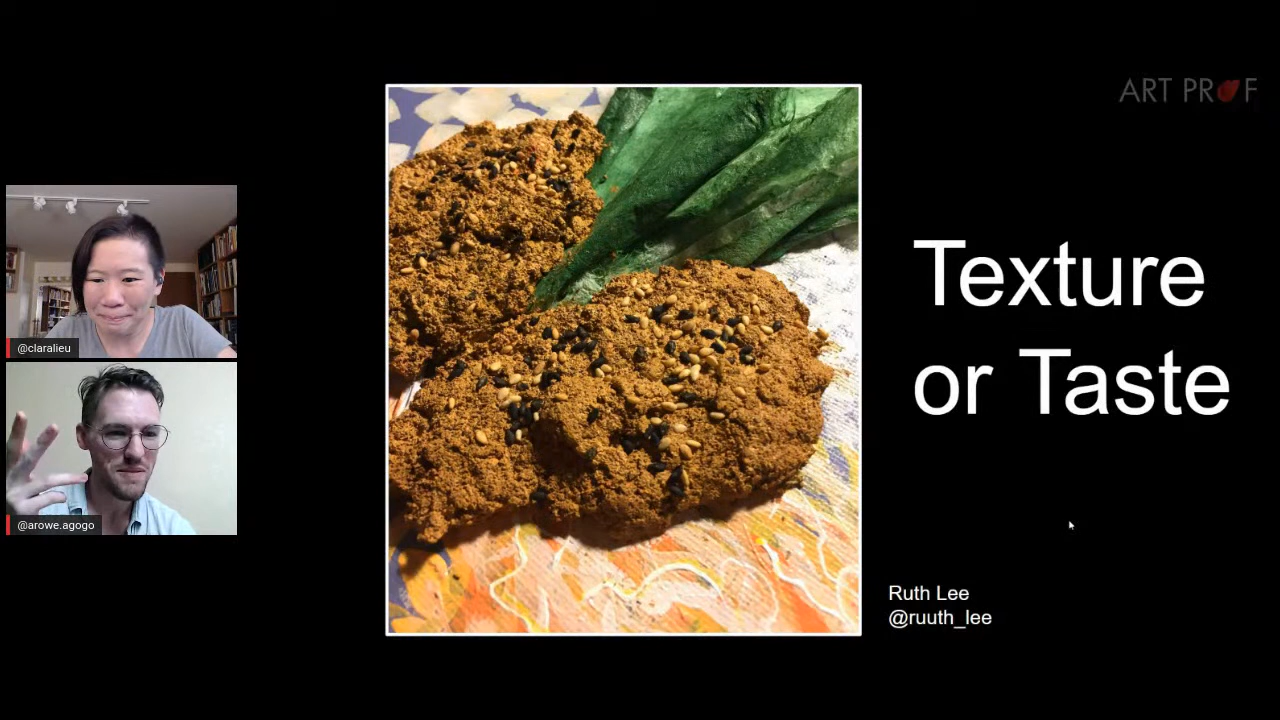 ART PROF
@claralieu
@arowe.agogo
Texture
or Taste
Ruth Lee
@ruuth_lee